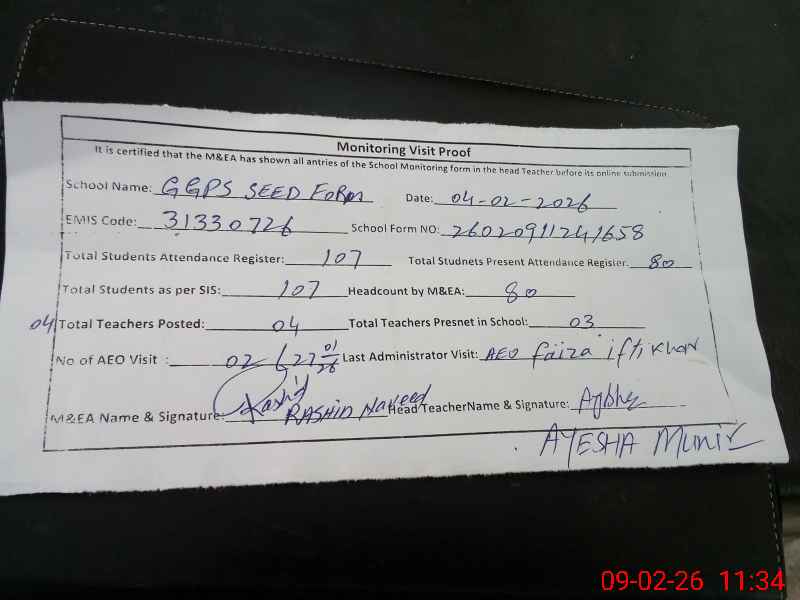 Monitoring Visit Proof
It is certified that the M&EA has shown all antries of the School Monitoring form in the head Teacher before its online submission
School Name: GGPS SEED FORM Date: 04-02-2026
EMIS Code: 31330726 School Form NO: 26020911241658
Total Students Attendance Register: 107 Total Studnets Present Attendance Register: 80
Total Students as per SIS: 107 Headcount by M&EA: 80
04 Total Teachers Posted: 04 Total Teachers Presnet in School: 03
No of AEO Visit : 02 (27 01/26 Last Administrator Visit: AEO faiza iftikhar
M&EA Name & Signature: Rashid RASHID Naveed Head TeacherName & Signature:
AYESHA MUNIR
09-02-26 11:34